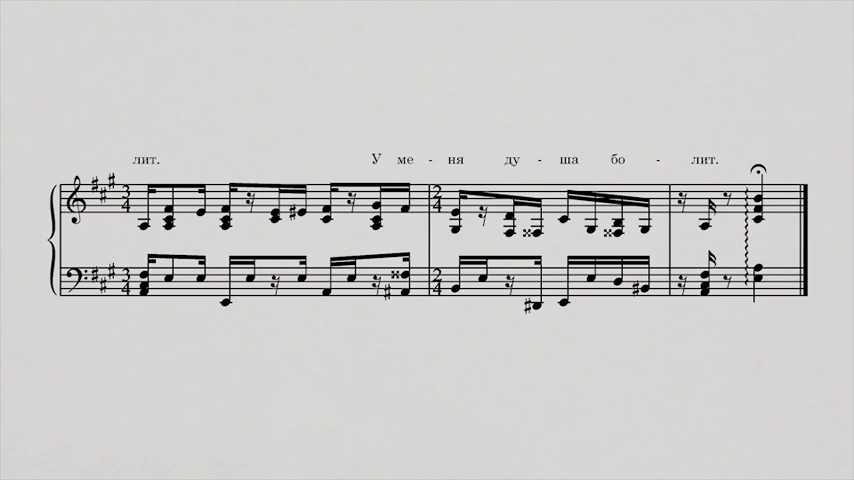 лит. У ме - ня ду - ша бо - лит.